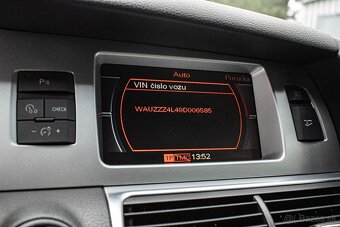 P⚠
CHECK
Auto
Príručka
VIN číslo vozu
WAUZZZ4L49D006585
TP TMC 13:52